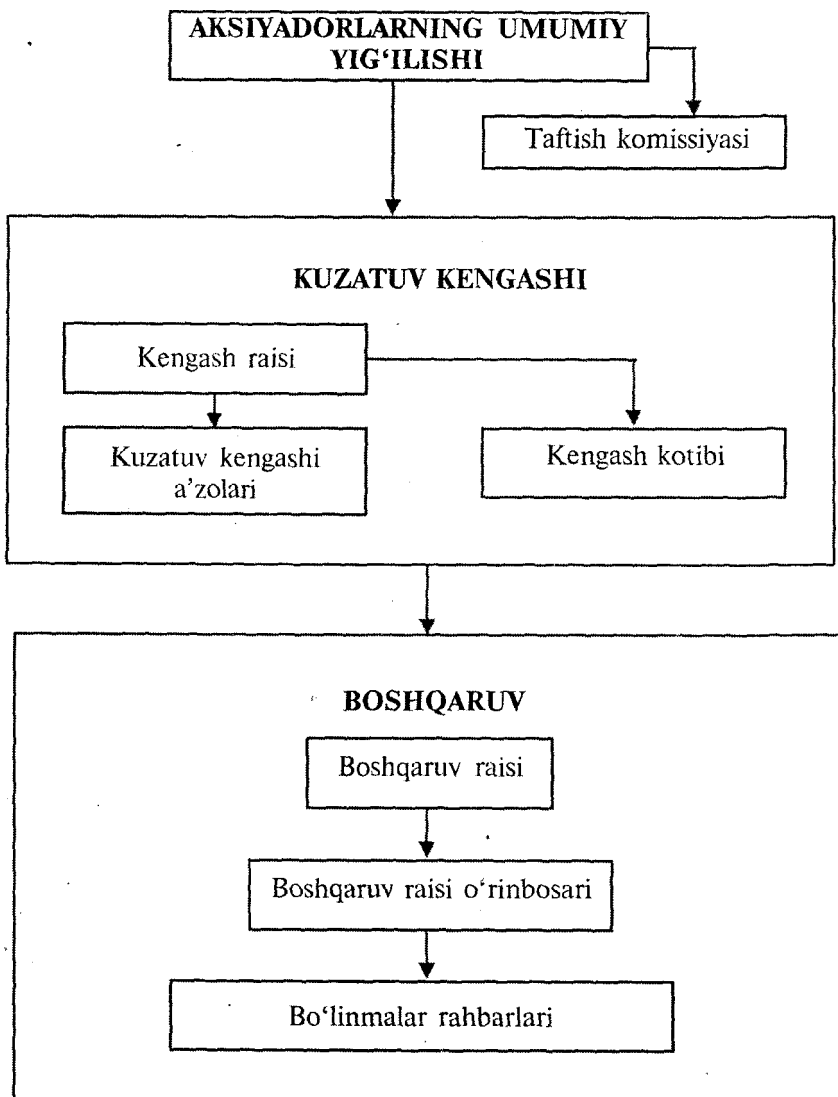 AKSIYADORLARNING UMUMIY
YIG‘ILISHI
Taftish komissiyasi
KUZATUV KENGASHI
Kengash raisi
Kuzatuv kengashi
a’zolari
Kengash kotibi
BOSHQARUV
Boshqaruv raisi
Boshqaruv raisi o‘rinbosari
Bo‘linmalar rahbarlari